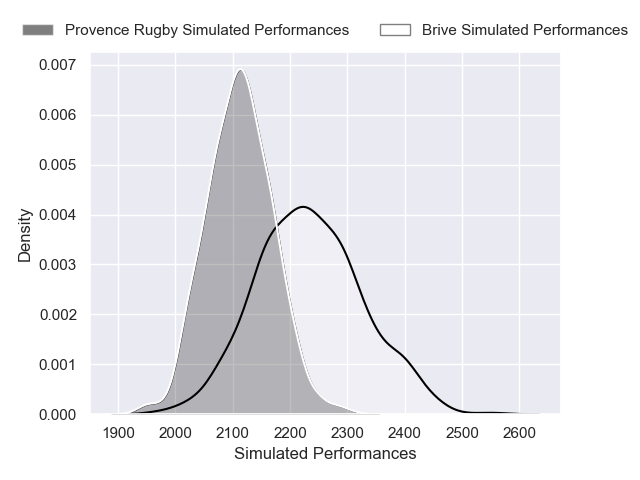 Provence Rugby Simulated Performances
Brive Simulated Performances
0.007
0.006
0.005
0.004
0.003
0.002
0.001
0.000
Density
1900 2000 2100 2200 2300 2400 2500 2600
Simulated Performances